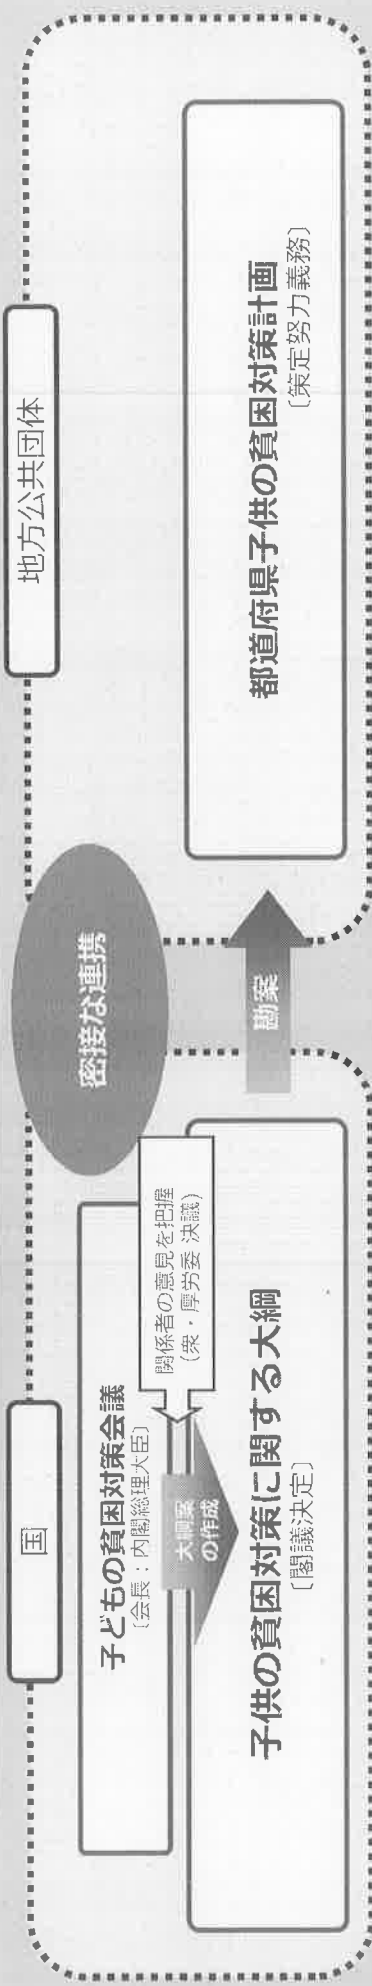 国
子どもの貧困対策会議
〔会長：内閣総理大臣〕
関係者の意見を把握
（衆・厚労委 決議）
大綱案
の作成
子供の貧困対策に関する大綱
〔閣議決定〕
密接な連携
勘案
地方公共団体
都道府県子供の貧困対策計画
〔策定努力義務〕